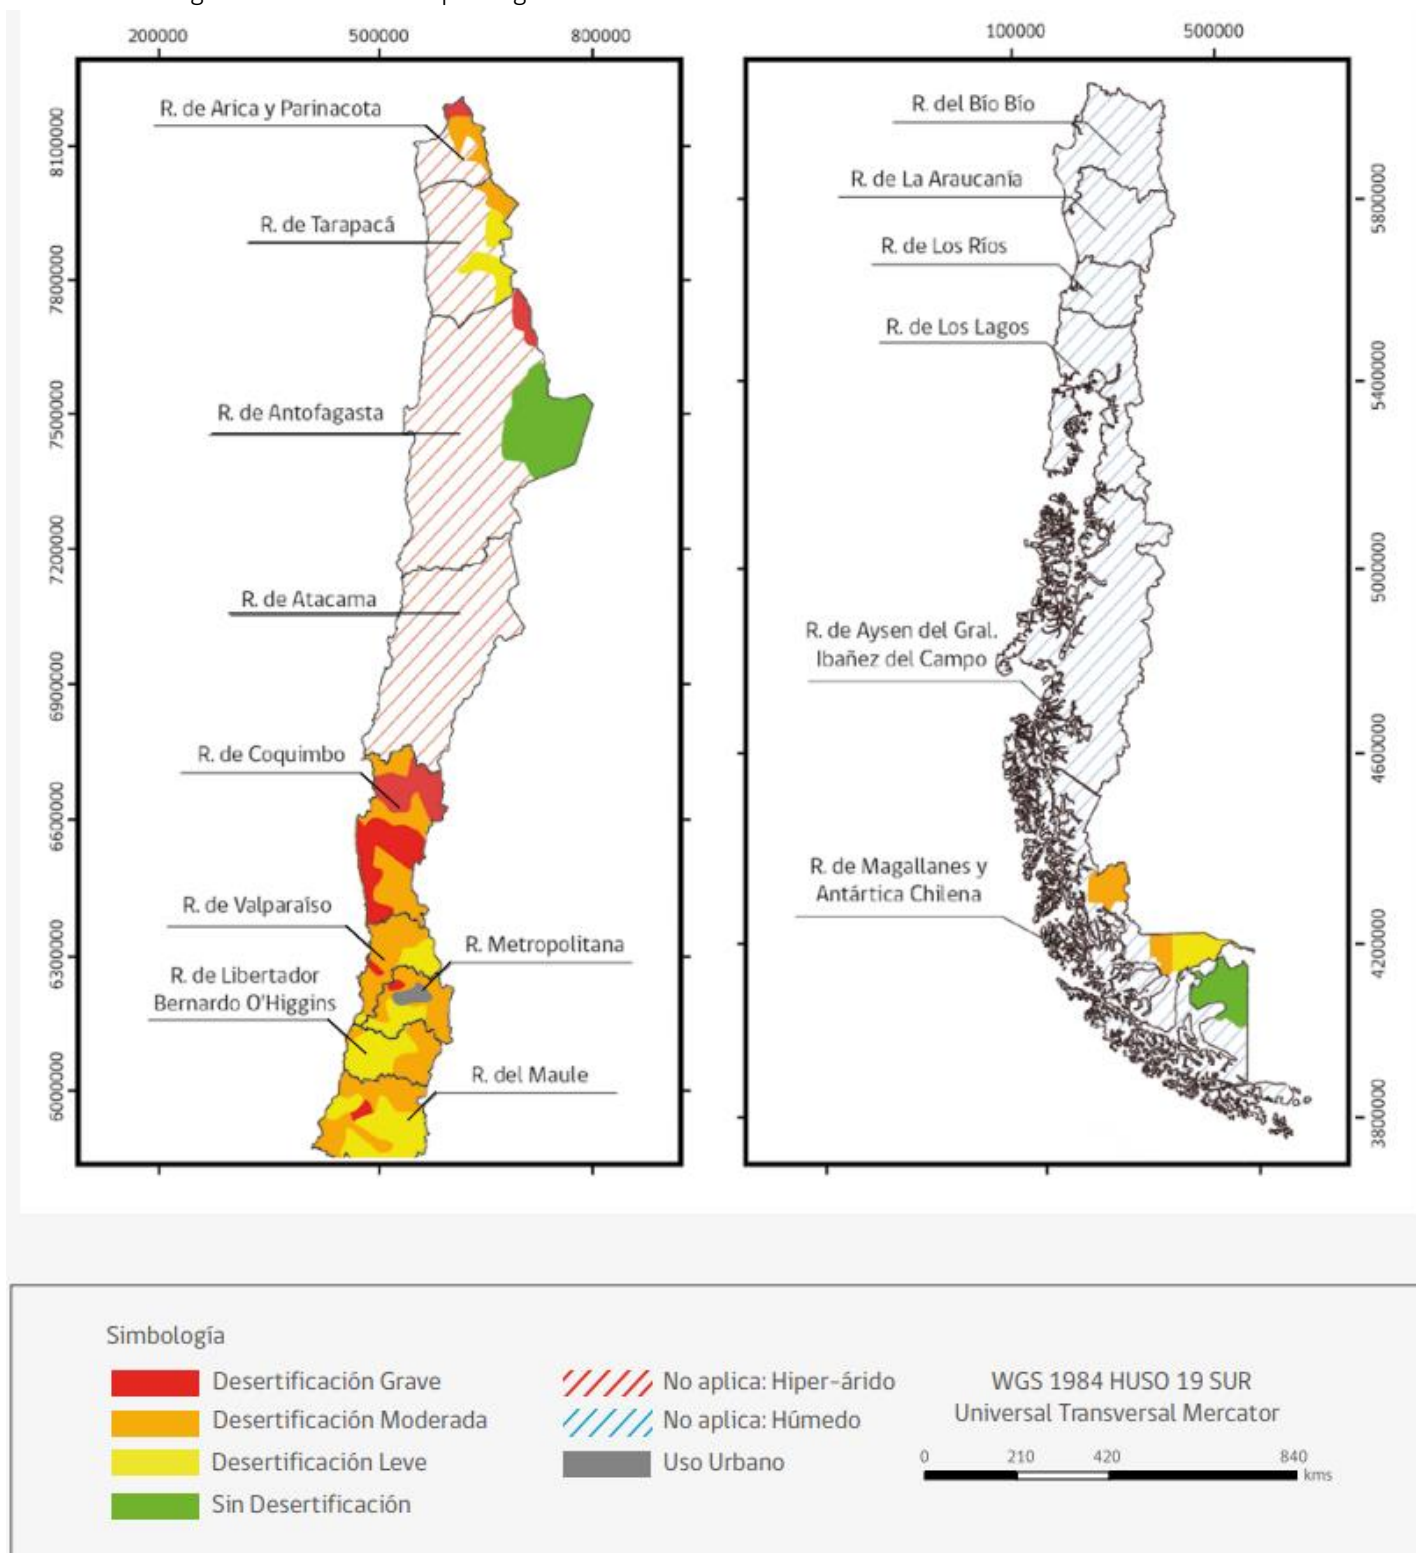 200000 500000 800000
100000 500000
R. de Arica y Parinacota
R. de Tarapacá
R. de Antofagasta
R. de Atacama
R. de Coquimbo
R. de Valparaíso
R. Metropolitana
R. de Libertador
Bernardo O'Higgins
R. del Maule
8100000
7800000
7500000
7200000
6900000
6600000
6300000
6000000
R. del Bío Bío
R. de La Araucanía
R. de Los Ríos
R. de Los Lagos
R. de Aysen del Gral.
Ibañez del Campo
R. de Magallanes y
Antártica Chilena
5800000
5400000
5000000
4600000
4200000
3800000
Simbología
Desertificación Grave
Desertificación Moderada
Desertificación Leve
Sin Desertificación
No aplica: Hiper-árido
No aplica: Húmedo
Uso Urbano
WGS 1984 HUSO 19 SUR
Universal Transversal Mercator
0 210 420 840
kms